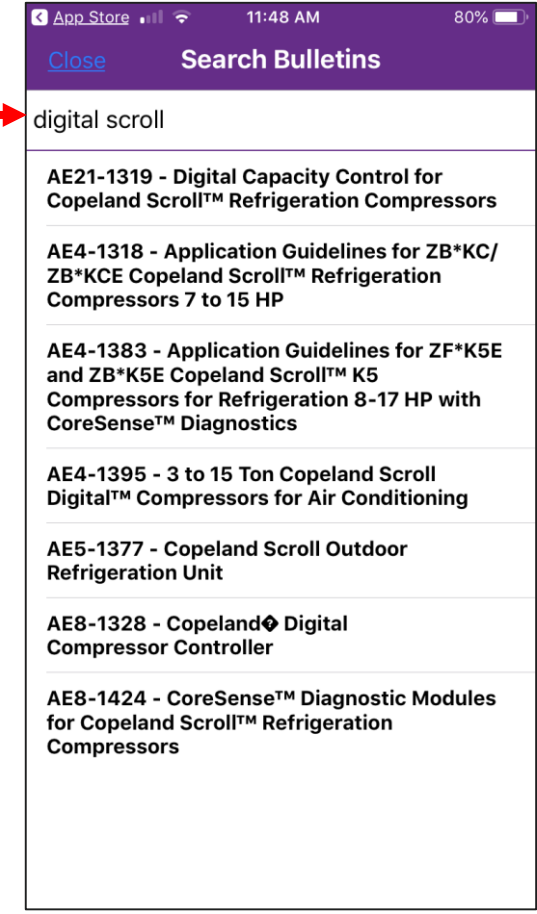 App Store 11:48 AM 80%
Close Search Bulletins
digital scroll
AE21-1319 - Digital Capacity Control for
Copeland Scroll™ Refrigeration Compressors
AE4-1318 - Application Guidelines for ZB*KC/
ZB*KCE Copeland Scroll™ Refrigeration
Compressors 7 to 15 HP
AE4-1383 - Application Guidelines for ZF*K5E
and ZB*K5E Copeland Scroll™ K5
Compressors for Refrigeration 8-17 HP with
CoreSense™ Diagnostics
AE4-1395 - 3 to 15 Ton Copeland Scroll
Digital™ Compressors for Air Conditioning
AE5-1377 - Copeland Scroll Outdoor
Refrigeration Unit
AE8-1328 - Copeland� Digital
Compressor Controller
AE8-1424 - CoreSense™ Diagnostic Modules
for Copeland Scroll™ Refrigeration
Compressors